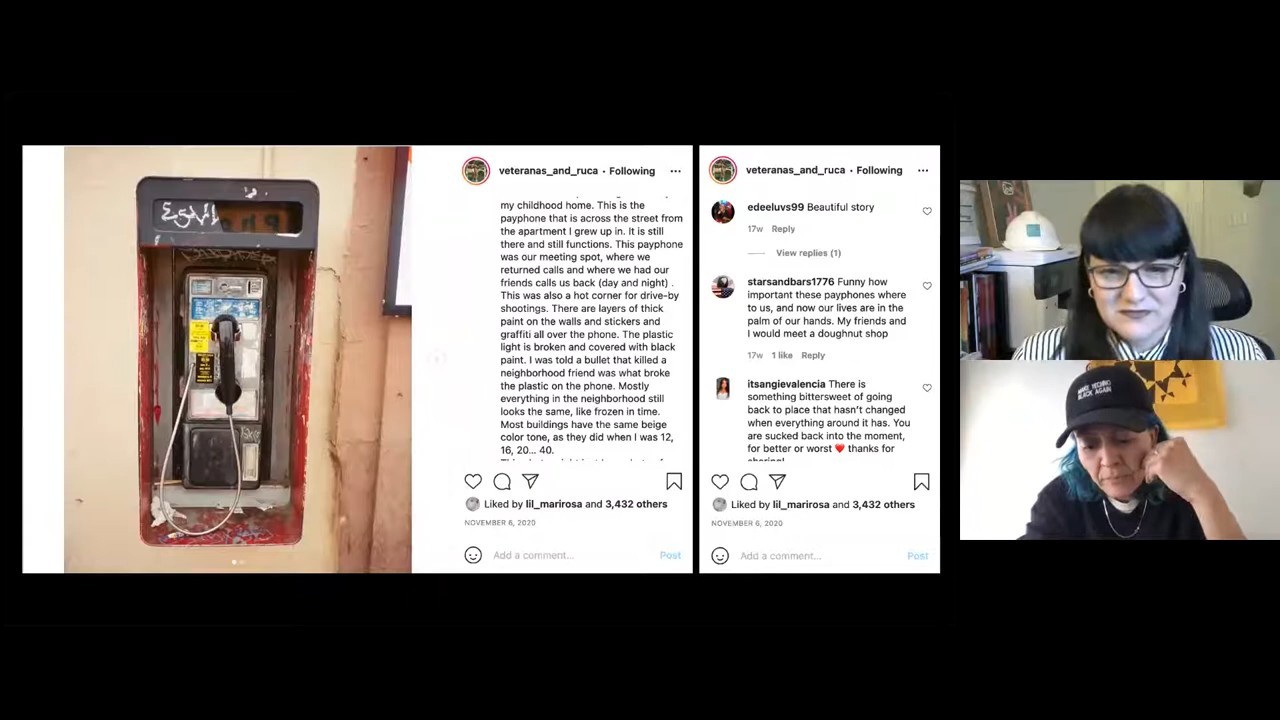 veteranas_and_ruca • Following
my childhood home. This is the
payphone that is across the street from
the apartment I grew up in. It is still
there and still functions. This payphone
was our meeting spot, where we
returned calls and where we had our
friends calls us back (day and night) .
This was also a hot corner for drive-by
shootings. There are layers of thick
paint on the walls and stickers and
graffiti all over the phone. The plastic
light is broken and covered with black
paint. I was told a bullet that killed a
neighborhood friend was what broke
the plastic on the phone. Mostly
everything in the neighborhood still
looks the same, like frozen in time.
Most buildings have the same beige
color tone, as they did when I was 12,
16, 20... 40.
Liked by lil_marirosa and 3,432 others
NOVEMBER 6, 2020
Add a comment...
Post
veteranas_and_ruca • Following
edeeluvs99 Beautiful story
17w Reply
View replies (1)
starsandbars1776 Funny how
important these payphones where
to us, and now our lives are in the
palm of our hands. My friends and
I would meet a doughnut shop
17w 1 like Reply
itsangievalencia There is
something bittersweet of going
back to place that hasn't changed
when everything around it has. You
are sucked back into the moment,
for better or worst ❤️ thanks for
Liked by lil_marirosa and 3,432 others
NOVEMBER 6, 2020
Add a comment...
Post
MAKE TECHNO
BLACK AGAIN